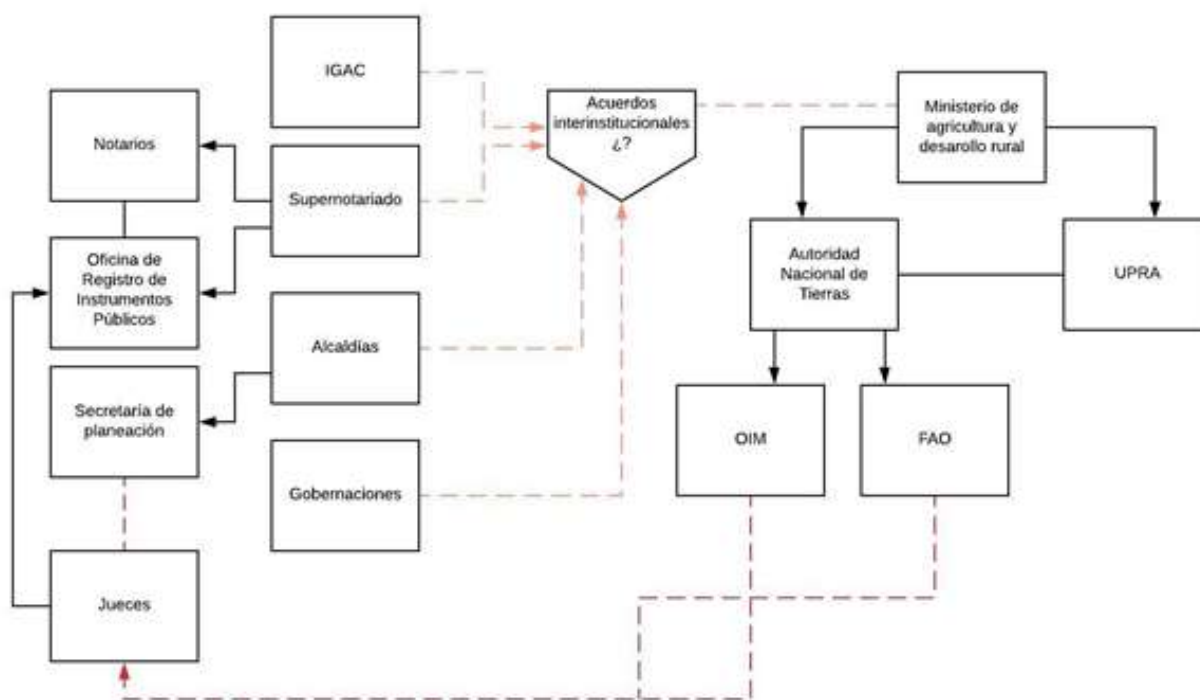 IGAC
Acuerdos
interinstitucionales
¿?
Ministerio de
agricultura y
desarollo rural
Notarios
Supernotariado
Oficina de
Registro de
Instrumentos
Públicos
Autoridad
Nacional de
Tierras
UPRA
Alcaldías
Secretaría de
planeación
OIM
FAO
Gobernaciones
Jueces